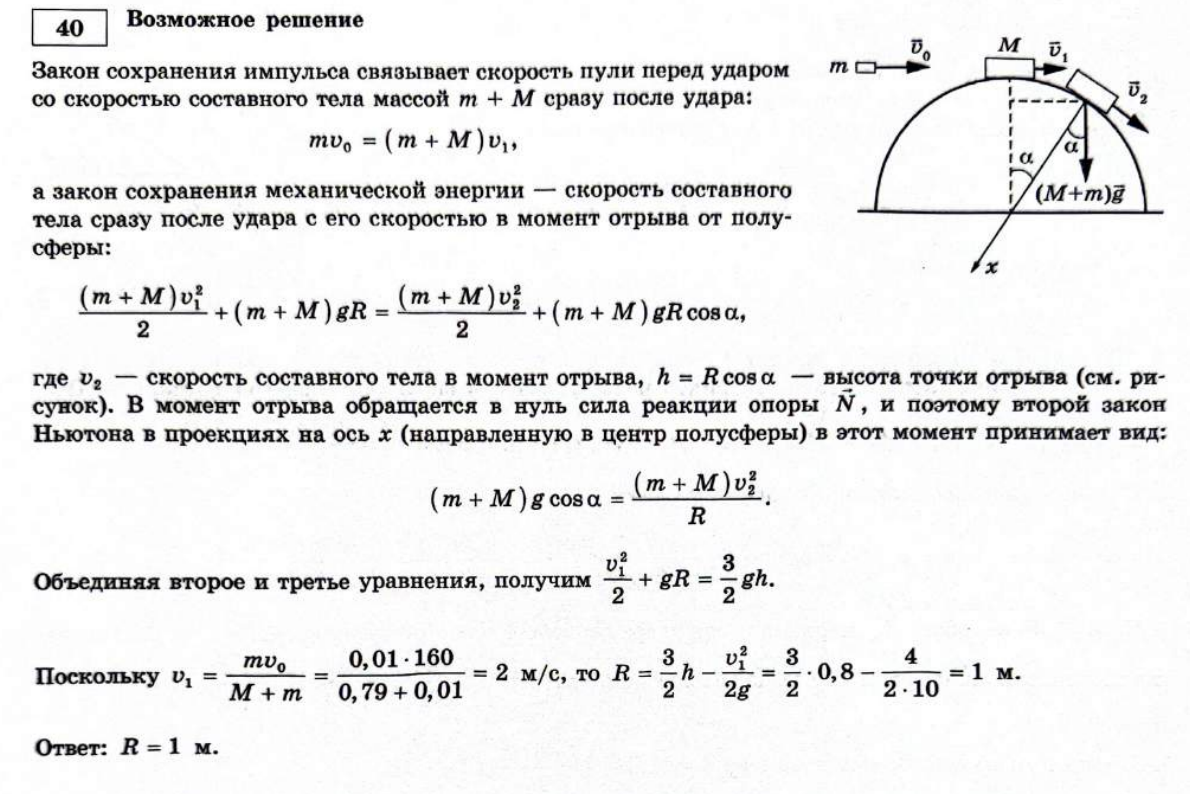 40 Возможное решение
Закон сохранения импульса связывает скорость пули перед ударом
со скоростью составного тела массой m + M сразу после удара:
mv₀ = (m + M)v₁,
а закон сохранения механической энергии — скорость составного
тела сразу после удара с его скоростью в момент отрыва от полу-
сферы:
(m + M)v₁²/2 + (m + M)gR = (m + M)v₂²/2 + (m + M)gR cos α,
m v⃗₀ M v⃗₁ v⃗₂
α α
(M+m)g⃗
x
где v₂ — скорость составного тела в момент отрыва, h = R cos α — высота точки отрыва (см. ри-
сунок). В момент отрыва обращается в нуль сила реакции опоры N⃗, и поэтому второй закон
Ньютона в проекциях на ось x (направленную в центр полусферы) в этот момент принимает вид:
(m + M)g cos α = (m + M)v₂²/R.
Объединяя второе и третье уравнения, получим v₁²/2 + gR = 3/2 gh.
Поскольку v₁ = mv₀/(M + m) = 0,01·160/(0,79 + 0,01) = 2 м/с, то R = 3/2 h − v₁²/2g = 3/2 · 0,8 − 4/(2·10) = 1 м.
Ответ: R = 1 м.